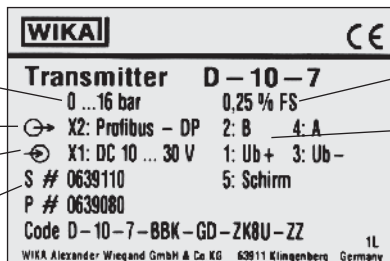 WIKA CE
Transmitter D-10-7
0 ...16 bar 0,25 % FS
X2: Profibus - DP 2: B 4: A
X1: DC 10 ... 30 V 1: Ub+ 3: Ub-
S # 0639110 5: Schirm
P # 0639080
Code D-10-7-BBK-GD-ZK8U-ZZ 1L
WIKA Alexander Wiegand GmbH & Co KG 63911 Klingenberg Germany